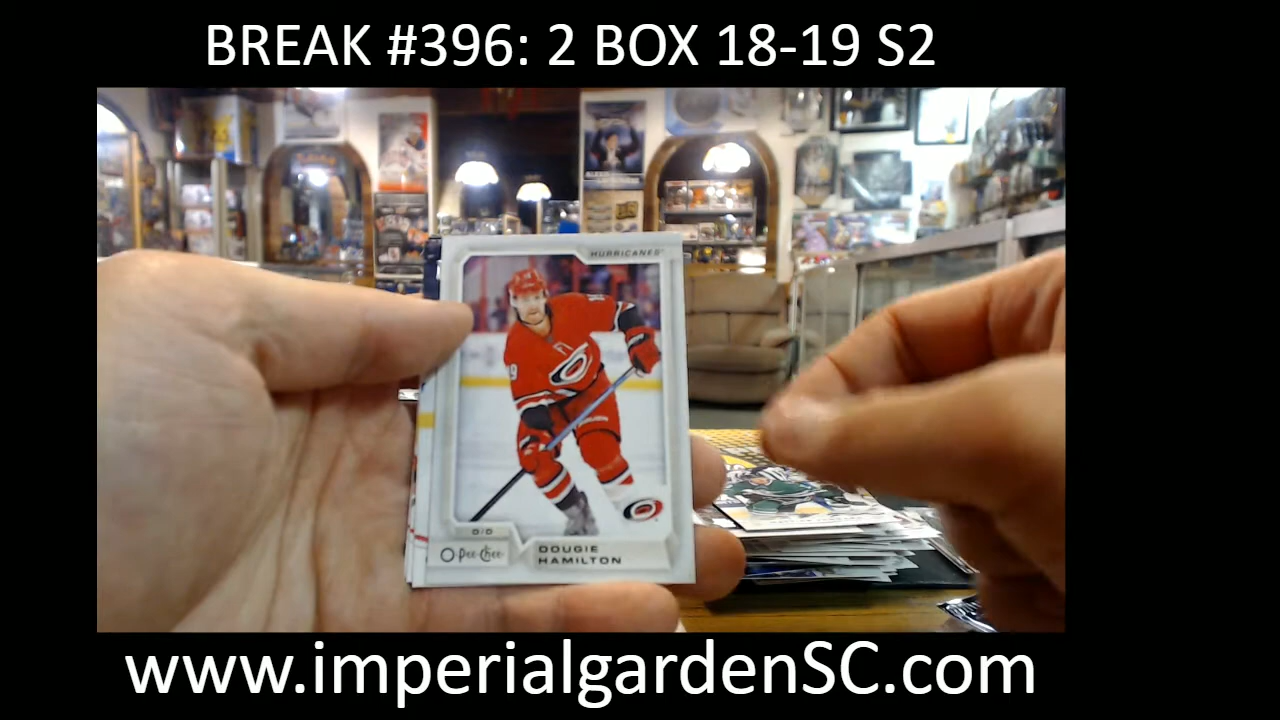 BREAK #396: 2 BOX 18-19 S2
HURRICANES
D/D
O Pee-Chee
DOUGIE
HAMILTON
www.imperialgardenSC.com